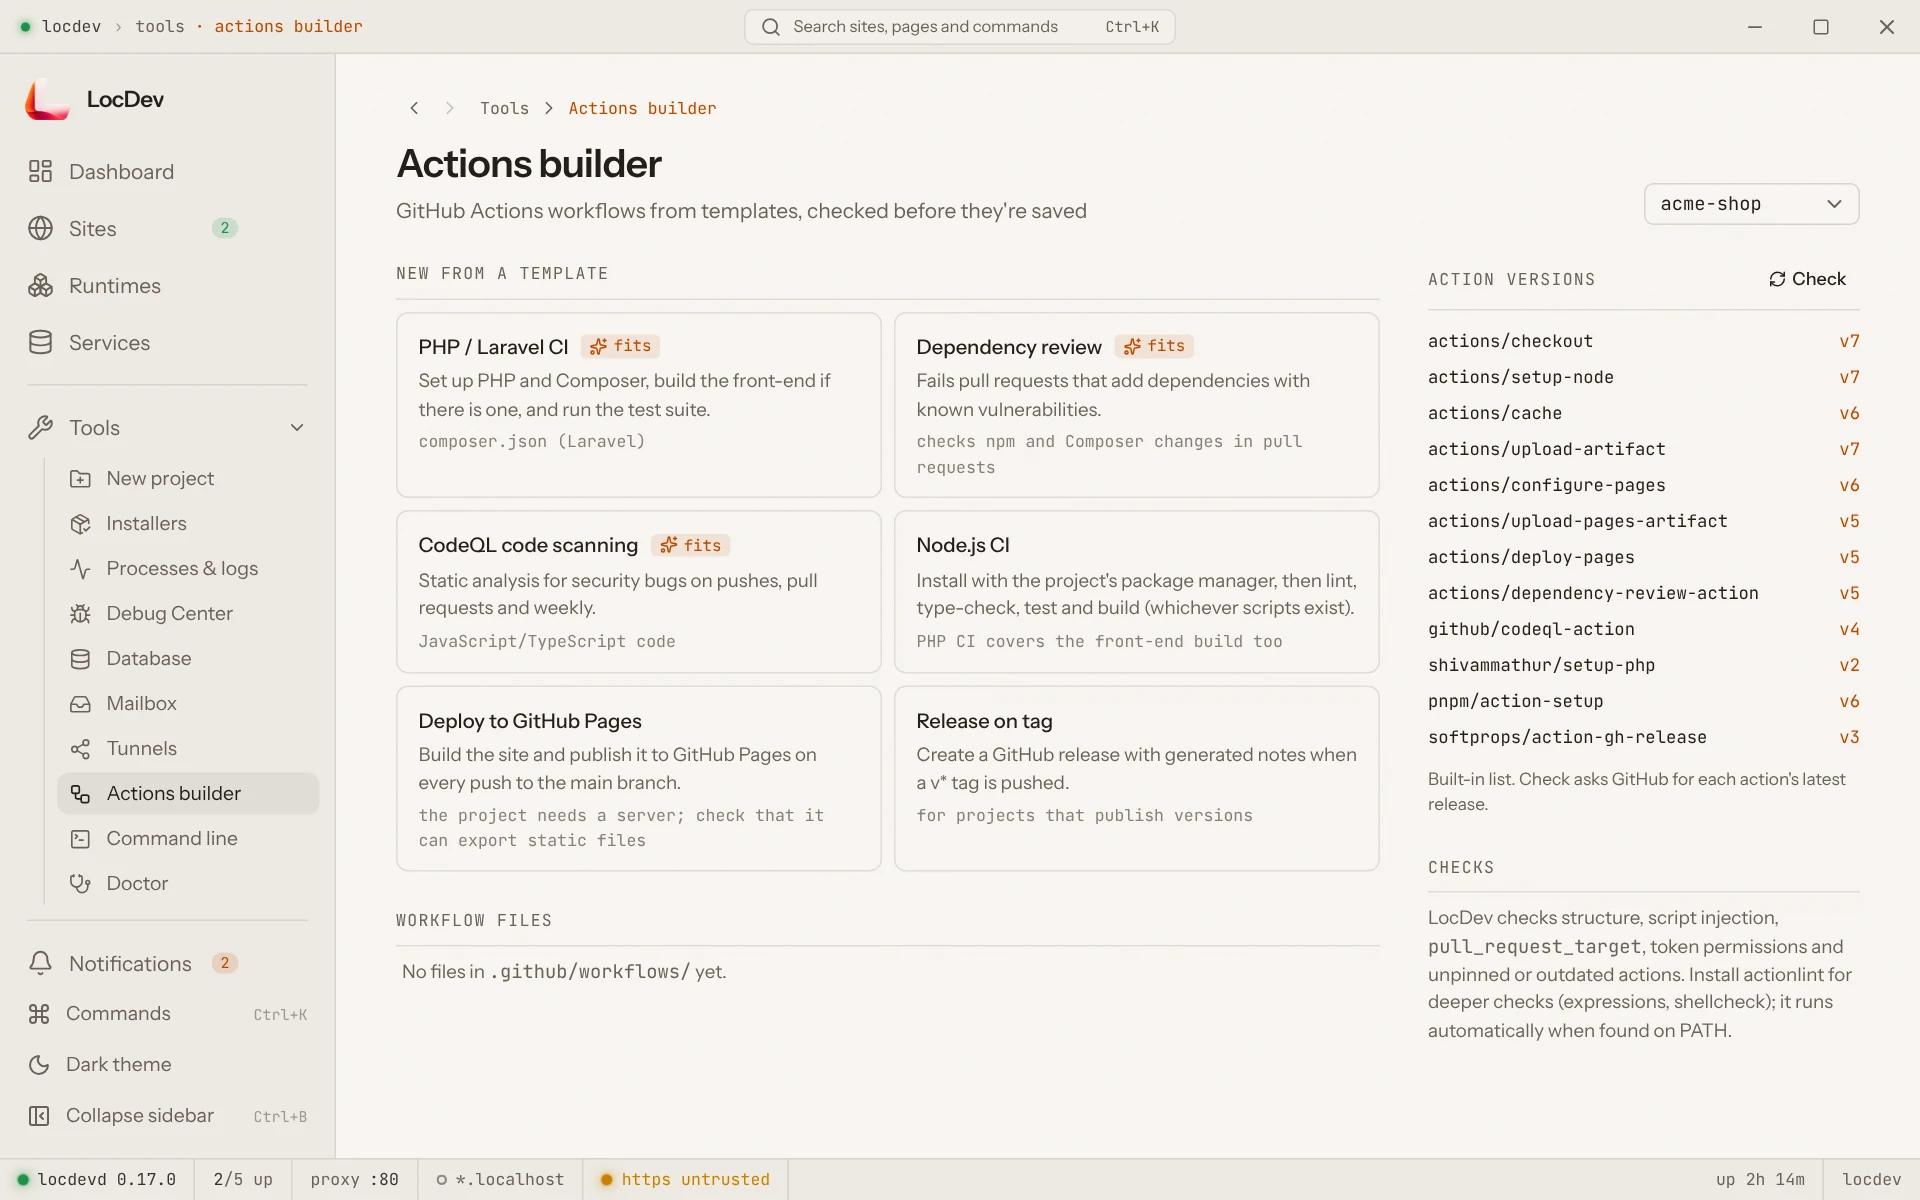 locdev › tools · actions builder
Search sites, pages and commands Ctrl+K
LocDev
Dashboard
Sites 2
Runtimes
Services
Tools
New project
Installers
Processes & logs
Debug Center
Database
Mailbox
Tunnels
Actions builder
Command line
Doctor
Notifications 2
Commands Ctrl+K
Dark theme
Collapse sidebar Ctrl+B
Tools > Actions builder
Actions builder
GitHub Actions workflows from templates, checked before they're saved
acme-shop
NEW FROM A TEMPLATE
PHP / Laravel CI fits
Set up PHP and Composer, build the front-end if
there is one, and run the test suite.
composer.json (Laravel)
Dependency review fits
Fails pull requests that add dependencies with
known vulnerabilities.
checks npm and Composer changes in pull
requests
CodeQL code scanning fits
Static analysis for security bugs on pushes, pull
requests and weekly.
JavaScript/TypeScript code
Node.js CI
Install with the project's package manager, then lint,
type-check, test and build (whichever scripts exist).
PHP CI covers the front-end build too
Deploy to GitHub Pages
Build the site and publish it to GitHub Pages on
every push to the main branch.
the project needs a server; check that it
can export static files
Release on tag
Create a GitHub release with generated notes when
a v* tag is pushed.
for projects that publish versions
WORKFLOW FILES
No files in .github/workflows/ yet.
ACTION VERSIONS Check
actions/checkout v7
actions/setup-node v7
actions/cache v6
actions/upload-artifact v7
actions/configure-pages v6
actions/upload-pages-artifact v5
actions/deploy-pages v5
actions/dependency-review-action v5
github/codeql-action v4
shivammathur/setup-php v2
pnpm/action-setup v6
softprops/action-gh-release v3
Built-in list. Check asks GitHub for each action's latest
release.
CHECKS
LocDev checks structure, script injection,
pull_request_target, token permissions and
unpinned or outdated actions. Install actionlint for
deeper checks (expressions, shellcheck); it runs
automatically when found on PATH.
locdevd 0.17.0 2/5 up proxy :80 *.localhost https untrusted up 2h 14m locdev